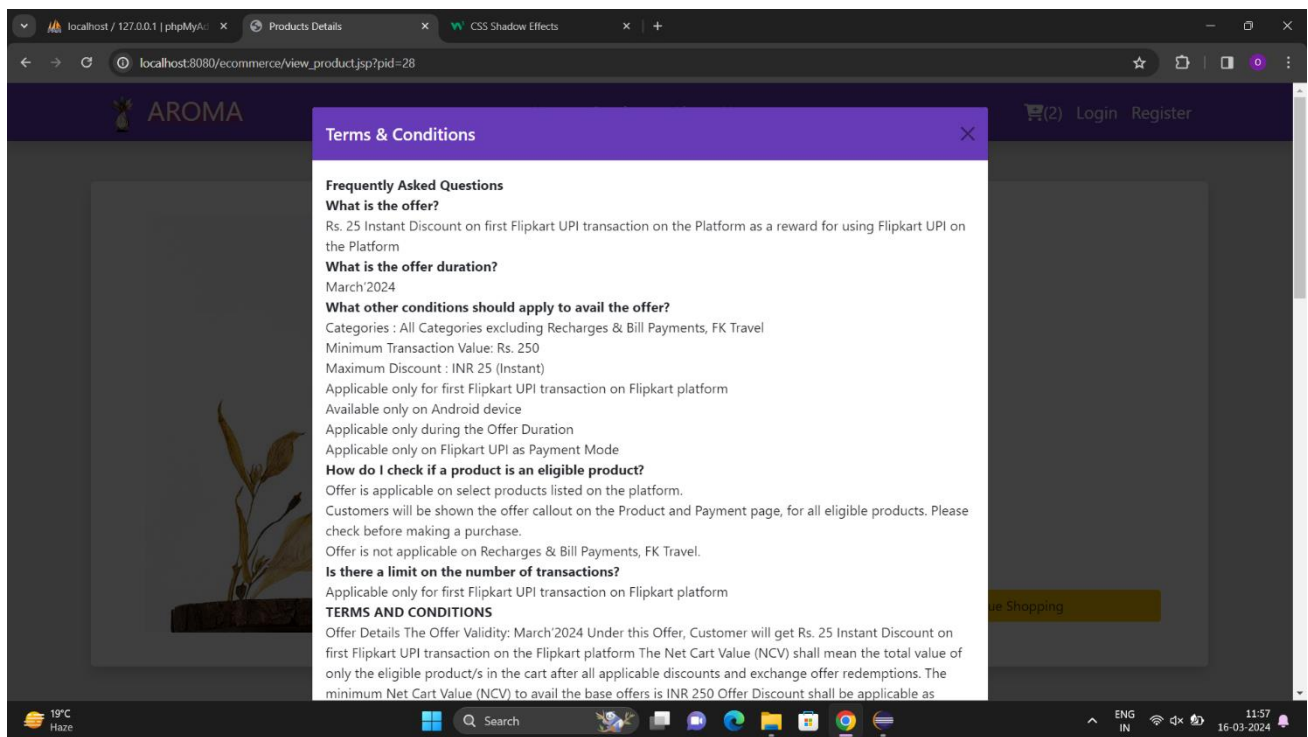 localhost / 127.0.0.1 | phpMyAd
Products Details
CSS Shadow Effects
localhost:8080/ecommerce/view_product.jsp?pid=28
AROMA
(2) Login Register
Terms & Conditions
Frequently Asked Questions
What is the offer?
Rs. 25 Instant Discount on first Flipkart UPI transaction on the Platform as a reward for using Flipkart UPI on
the Platform
What is the offer duration?
March'2024
What other conditions should apply to avail the offer?
Categories : All Categories excluding Recharges & Bill Payments, FK Travel
Minimum Transaction Value: Rs. 250
Maximum Discount : INR 25 (Instant)
Applicable only for first Flipkart UPI transaction on Flipkart platform
Available only on Android device
Applicable only during the Offer Duration
Applicable only on Flipkart UPI as Payment Mode
How do I check if a product is an eligible product?
Offer is applicable on select products listed on the platform.
Customers will be shown the offer callout on the Product and Payment page, for all eligible products. Please
check before making a purchase.
Offer is not applicable on Recharges & Bill Payments, FK Travel.
Is there a limit on the number of transactions?
Applicable only for first Flipkart UPI transaction on Flipkart platform
TERMS AND CONDITIONS
Offer Details The Offer Validity: March'2024 Under this Offer, Customer will get Rs. 25 Instant Discount on
first Flipkart UPI transaction on the Flipkart platform The Net Cart Value (NCV) shall mean the total value of
only the eligible product/s in the cart after all applicable discounts and exchange offer redemptions. The
minimum Net Cart Value (NCV) to avail the base offers is INR 250 Offer Discount shall be applicable as
ue Shopping
19°C
Haze
Search
ENG
IN
11:57
16-03-2024